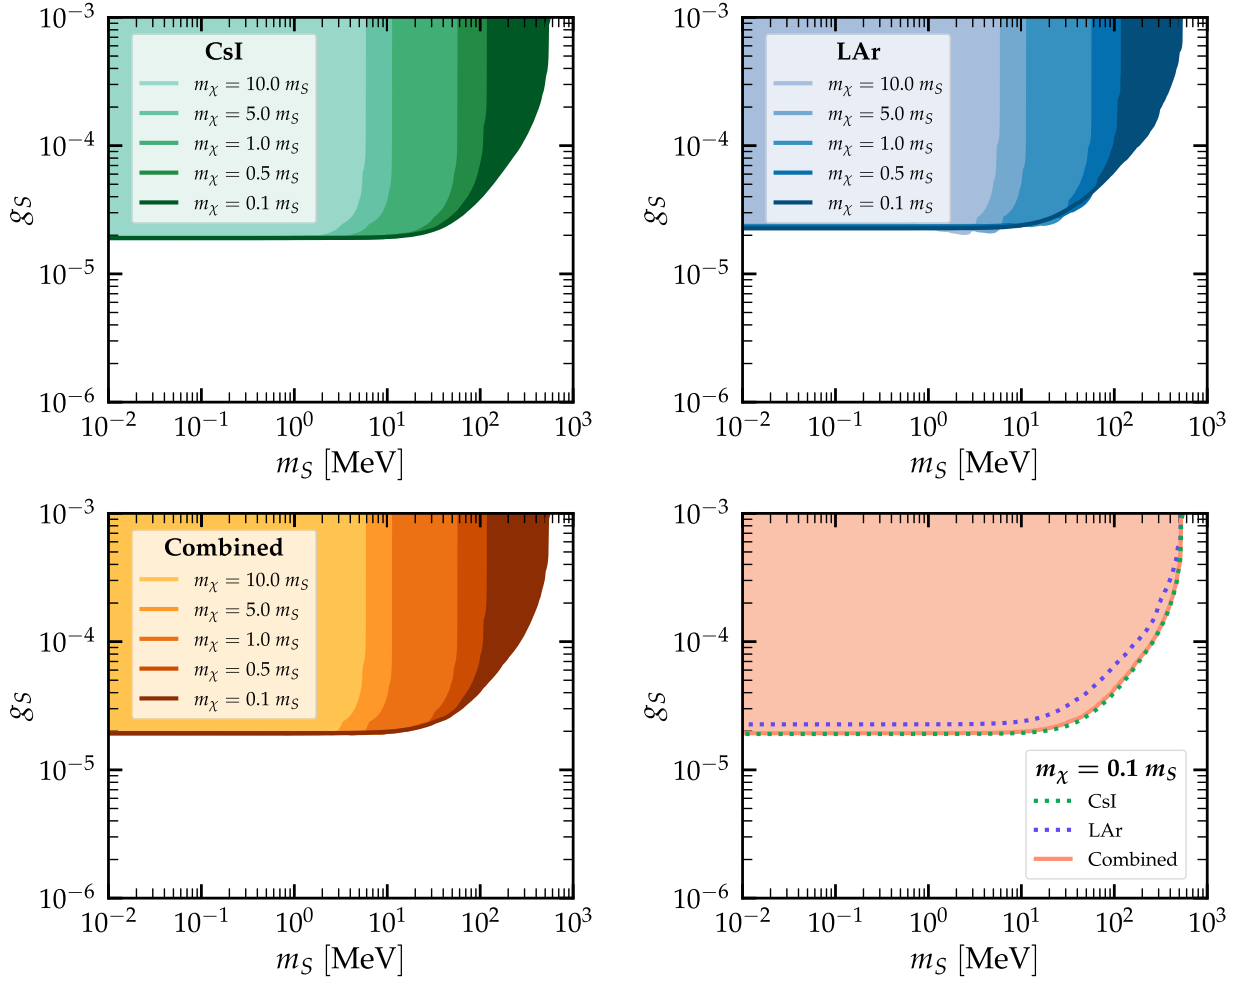 CsI
m_χ = 10.0 m_S
m_χ = 5.0 m_S
m_χ = 1.0 m_S
m_χ = 0.5 m_S
m_χ = 0.1 m_S
10^{-3}
10^{-4}
10^{-5}
10^{-6}
g_S
10^{-2} 10^{-1} 10^{0} 10^{1} 10^{2} 10^{3}
m_S [MeV]
LAr
m_χ = 10.0 m_S
m_χ = 5.0 m_S
m_χ = 1.0 m_S
m_χ = 0.5 m_S
m_χ = 0.1 m_S
10^{-3}
10^{-4}
10^{-5}
10^{-6}
g_S
10^{-2} 10^{-1} 10^{0} 10^{1} 10^{2} 10^{3}
m_S [MeV]
Combined
m_χ = 10.0 m_S
m_χ = 5.0 m_S
m_χ = 1.0 m_S
m_χ = 0.5 m_S
m_χ = 0.1 m_S
10^{-3}
10^{-4}
10^{-5}
10^{-6}
g_S
10^{-2} 10^{-1} 10^{0} 10^{1} 10^{2} 10^{3}
m_S [MeV]
10^{-3}
10^{-4}
10^{-5}
10^{-6}
g_S
m_χ = 0.1 m_S
CsI
LAr
Combined
10^{-2} 10^{-1} 10^{0} 10^{1} 10^{2} 10^{3}
m_S [MeV]